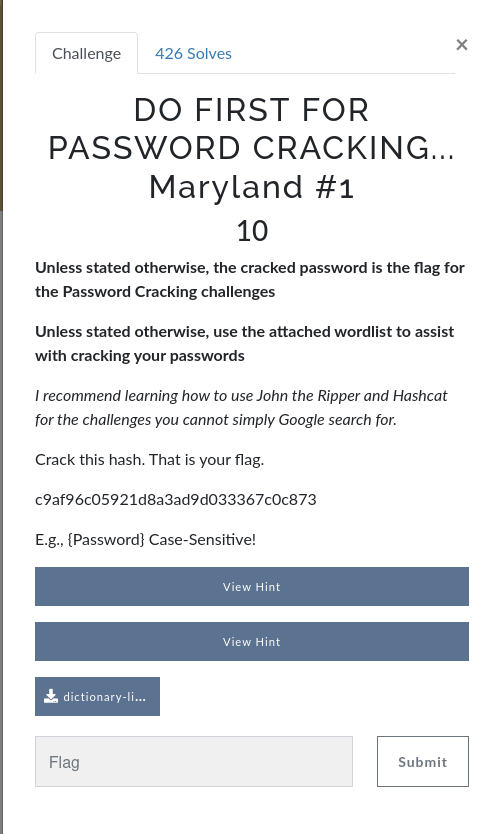 Challenge
426 Solves
×
DO FIRST FOR
PASSWORD CRACKING...
Maryland #1
10
Unless stated otherwise, the cracked password is the flag for
the Password Cracking challenges
Unless stated otherwise, use the attached wordlist to assist
with cracking your passwords
I recommend learning how to use John the Ripper and Hashcat
for the challenges you cannot simply Google search for.
Crack this hash. That is your flag.
c9af96c05921d8a3ad9d033367c0c873
E.g., {Password} Case-Sensitive!
View Hint
View Hint
dictionary-li...
Flag
Submit